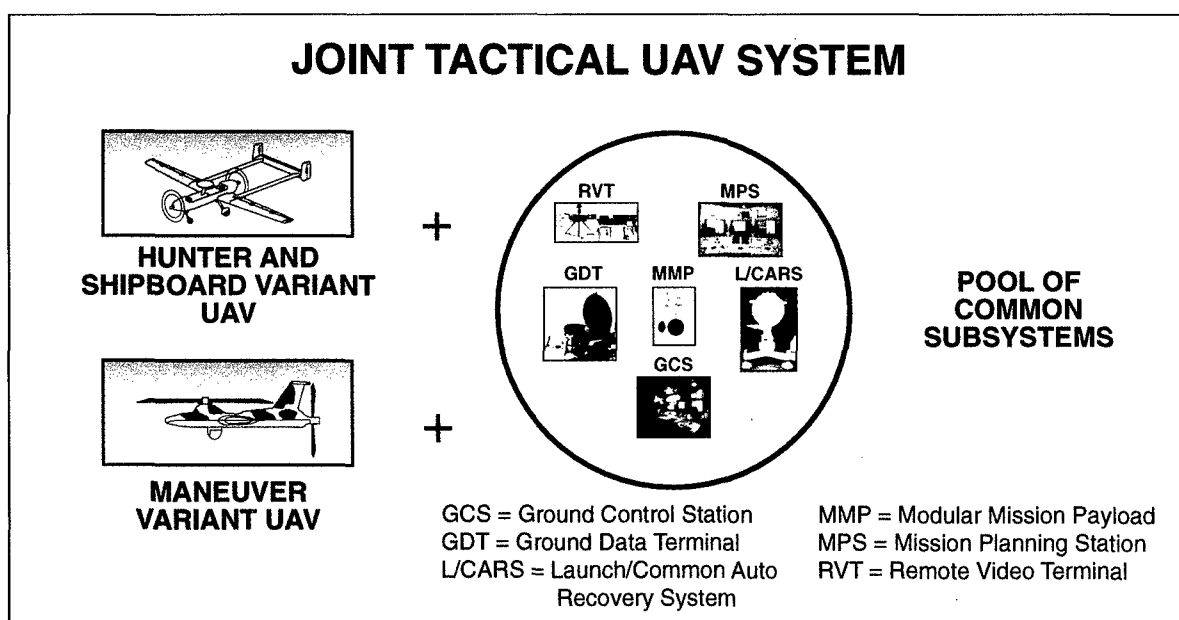 JOINT TACTICAL UAV SYSTEM
HUNTER AND
SHIPBOARD VARIANT
UAV
+
RVT
MPS
GDT
MMP
L/CARS
GCS
POOL OF
COMMON
SUBSYSTEMS
MANEUVER
VARIANT UAV
+
GCS = Ground Control Station
GDT = Ground Data Terminal
L/CARS = Launch/Common Auto
Recovery System
MMP = Modular Mission Payload
MPS = Mission Planning Station
RVT = Remote Video Terminal